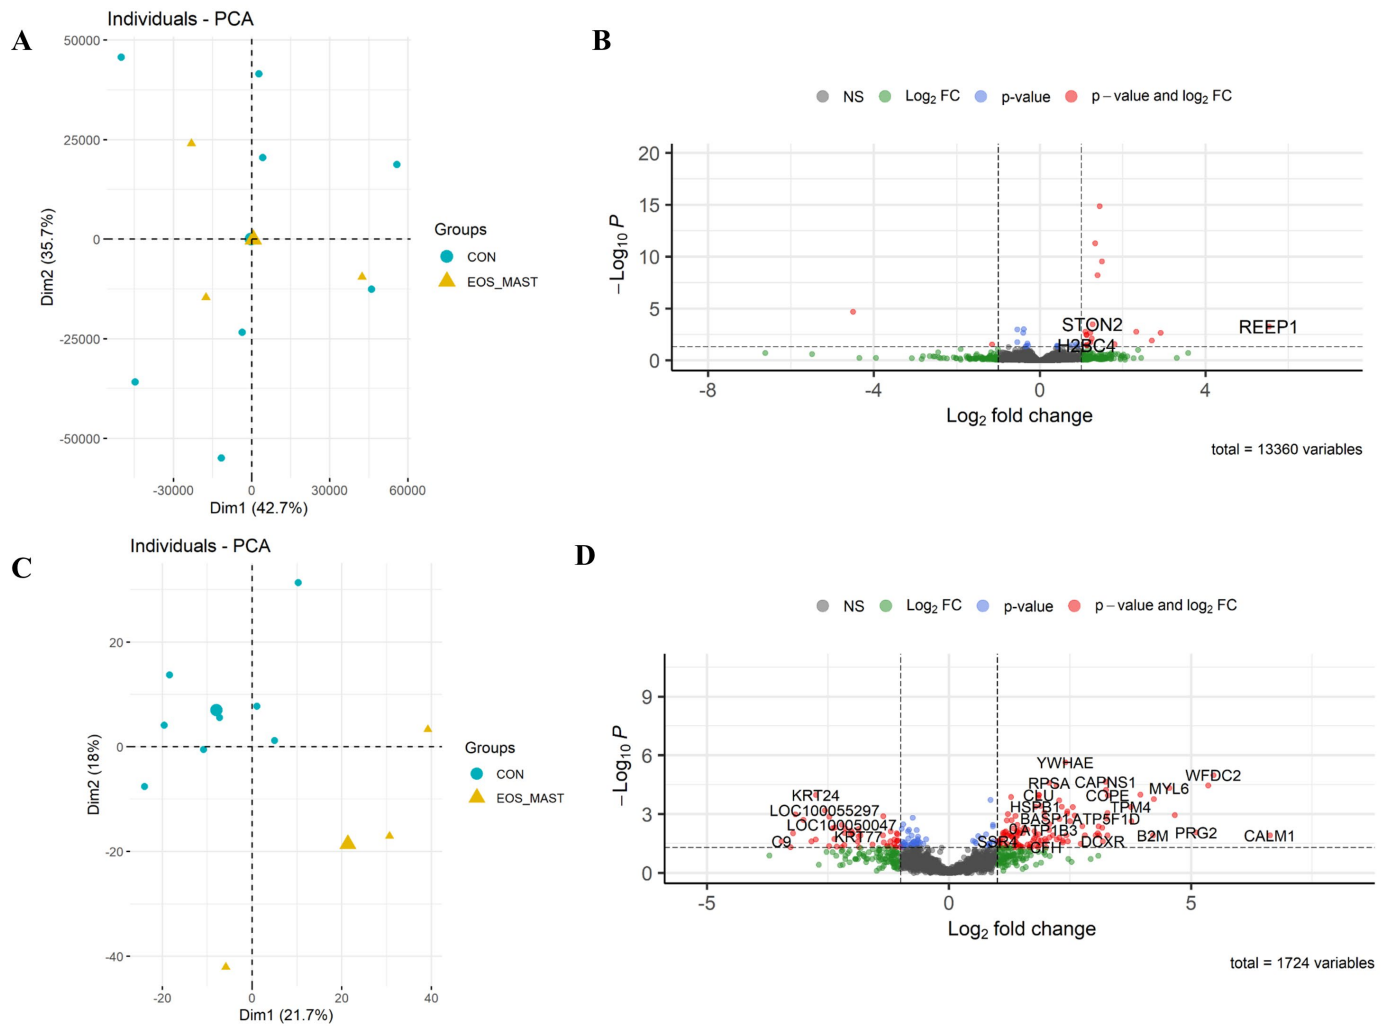 A
Individuals - PCA
50000
25000
0
-25000
-50000
-30000
0
30000
60000
Dim1 (42.7%)
Dim2 (35.7%)
Groups
CON
EOS_MAST
B
NS
Log2 FC
p-value
p – value and log2 FC
20
15
10
5
0
-8
-4
0
4
−Log10 P
Log2 fold change
STON2
H2BC4
REEP1
total = 13360 variables
C
Individuals - PCA
20
0
-20
-40
-20
0
20
40
Dim1 (21.7%)
Dim2 (18%)
Groups
CON
EOS_MAST
D
NS
Log2 FC
p-value
p – value and log2 FC
9
6
3
0
-5
0
5
−Log10 P
Log2 fold change
YWHAE
WFDC2
RPSA
CAPNS1
MYL6
KRT24
CLU
COPE
HSPB1
TPM4
LOC100055297
BASP1
ATP5F1D
LOC100050047
ATP1B3
KRT77
B2M
PRG2
CALM1
C9
SSR4
CFH
DCXR
total = 1724 variables